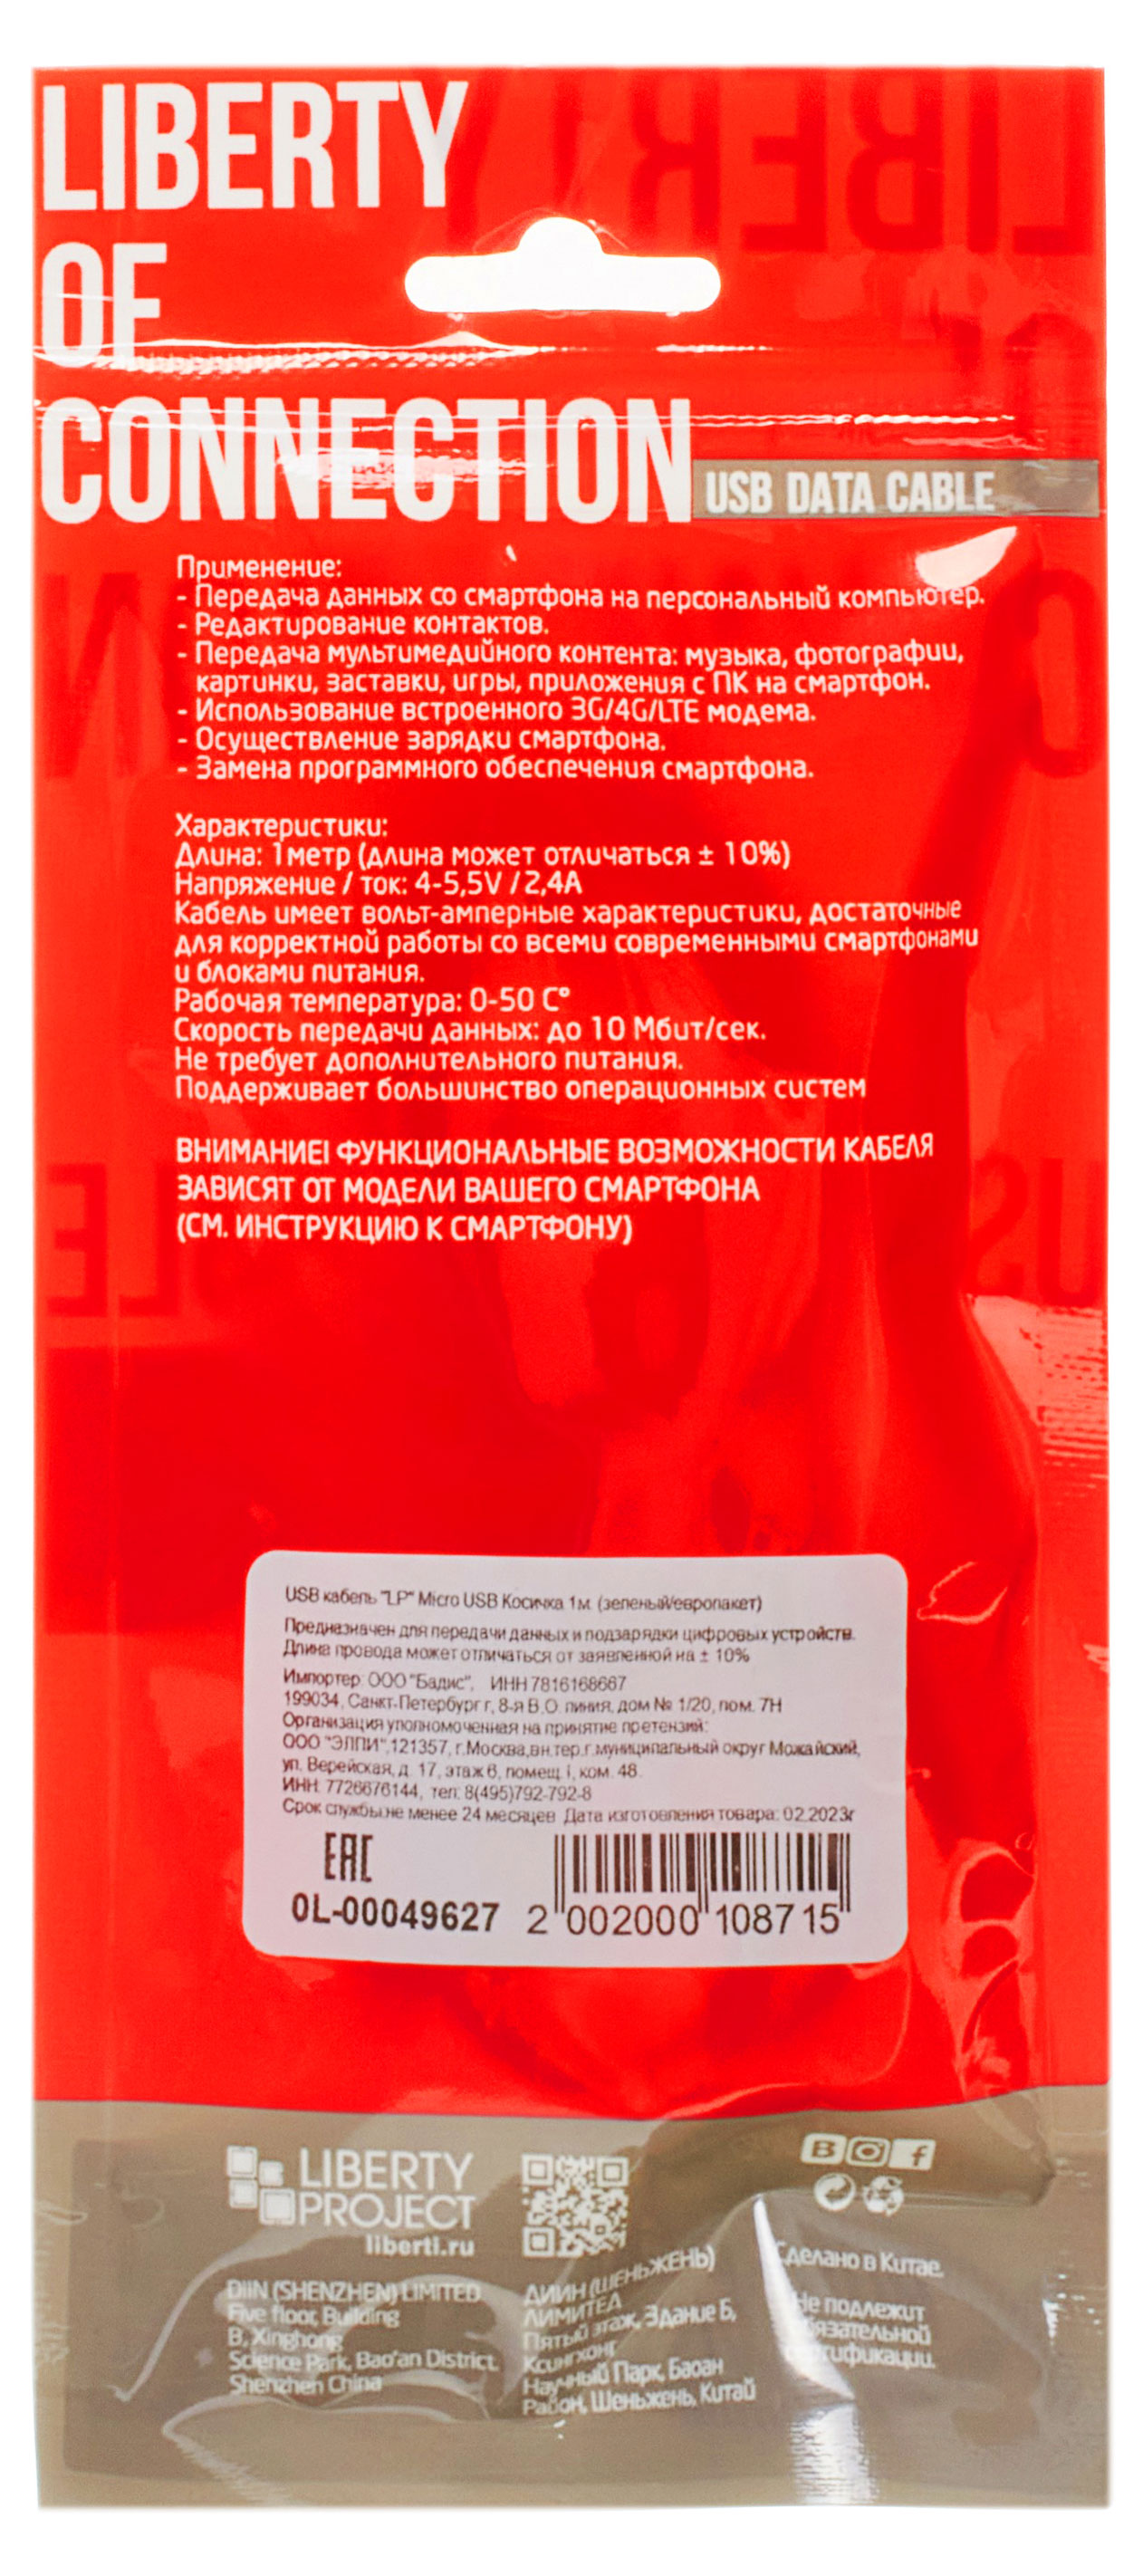 LIBERTY
OF
CONNECTION
USB DATA CABLE
Применение:
- Передача данных со смартфона на персональный компьютер.
- Редактирование контактов.
- Передача мультимедийного контента: музыка, фотографии,
картинки, заставки, игры, приложения с ПК на смартфон.
- Использование встроенного 3G/4G/LTE модема.
- Осуществление зарядки смартфона.
- Замена программного обеспечения смартфона.
Характеристики:
Длина: 1метр (длина может отличаться ± 10%)
Напряжение / ток: 4-5,5V / 2,4A
Кабель имеет вольт-амперные характеристики, достаточные
для корректной работы со всеми современными смартфонами
и блоками питания.
Рабочая температура: 0-50 C°
Скорость передачи данных: до 10 Мбит/сек.
Не требует дополнительного питания.
Поддерживает большинство операционных систем
ВНИМАНИЕ! ФУНКЦИОНАЛЬНЫЕ ВОЗМОЖНОСТИ КАБЕЛЯ
ЗАВИСЯТ ОТ МОДЕЛИ ВАШЕГО СМАРТФОНА
(СМ. ИНСТРУКЦИЮ К СМАРТФОНУ)
USB кабель "LP" Micro USB Косичка 1м (зеленый/европакет)
Предназначен для передачи данных и подзарядки цифровых устройств.
Длина провода может отличаться от заявленной на ± 10%
Импортер: ООО "Бадис", ИНН 7816168667
199034, Санкт-Петербург г, 8-я В.О. линия, дом № 1/20, пом. 7Н
Организация уполномоченная на принятие претензий:
ООО "ЭЛПИ",121357, г.Москва,вн.тер.г.муниципальный округ Можайский,
ул. Верейская, д. 17, этаж 6, помещ. I, ком. 48.
ИНН 7726676144, тел: 8(495)792-792-8
Срок службы:не менее 24 месяцев Дата изготовления товара: 02.2023г
EAC
0L-00049627
2 002000 108715
LIBERTY
PROJECT
liberti.ru
DIIN (SHENZHEN) LIMITED
Five floor, Building
B, Xinghong
Science Park, Bao'an District,
Shenzhen China
ДИИН (ШЕНЬЖЕНЬ)
ЛИМИТЕД
Пятый этаж, Здание Б,
Ксингхонг
Научный Парк, Баоан
Район, Шеньжень, Китай
Сделано в Китае.
Не подлежит